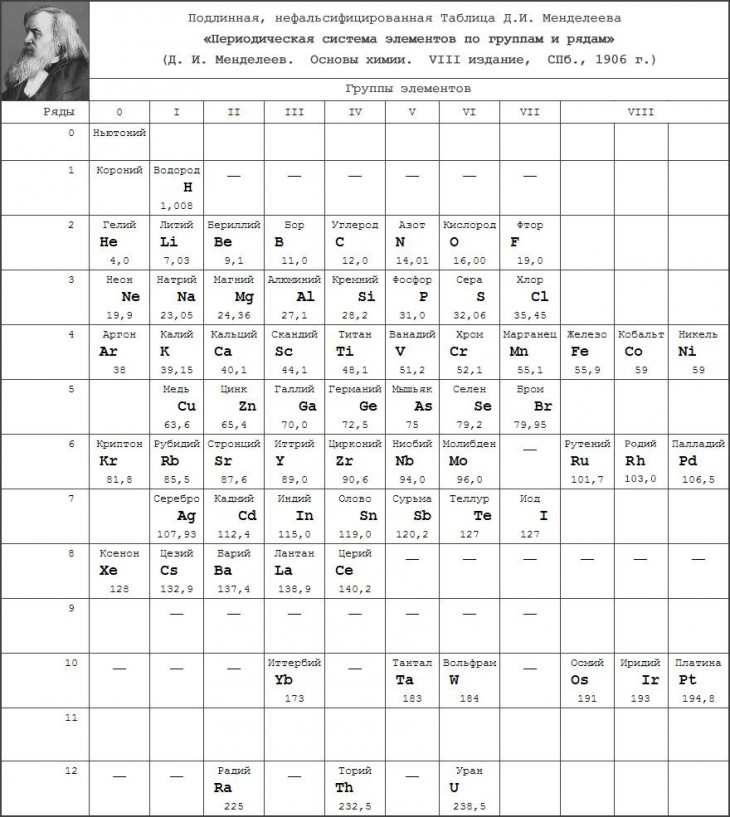 Подлинная, нефальсифицированная Таблица Д.И. Менделеева
«Периодическая система элементов по группам и рядам»
(Д. И. Менделеев. Основы химии. VIII издание, СПб., 1906 г.)
Группы элементов
Ряды 0 I II III IV V VI VII VIII
0 Ньютоний
1 Короний Водород — — — — — —
H
1,008
2 Гелий Литий Бериллий Бор Углерод Азот Кислород Фтор
He Li Be B C N O F
4,0 7,03 9,1 11,0 12,0 14,01 16,00 19,0
3 Неон Натрий Магний Алюминий Кремний Фосфор Сера Хлор
Ne Na Mg Al Si P S Cl
19,9 23,05 24,36 27,1 28,2 31,0 32,06 35,45
4 Аргон Калий Кальций Скандий Титан Ванадий Хром Марганец Железо Кобальт Никель
Ar K Ca Sc Ti V Cr Mn Fe Co Ni
38 39,15 40,1 44,1 48,1 51,2 52,1 55,1 55,9 59 59
5 Медь Цинк Галлий Германий Мышьяк Селен Бром
Cu Zn Ga Ge As Se Br
63,6 65,4 70,0 72,5 75 79,2 79,95
6 Криптон Рубидий Стронций Иттрий Цирконий Ниобий Молибден — Рутений Родий Палладий
Kr Rb Sr Y Zr Nb Mo Ru Rh Pd
81,8 85,5 87,6 89,0 90,6 94,0 96,0 101,7 103,0 106,5
7 Серебро Кадмий Индий Олово Сурьма Теллур Иод
Ag Cd In Sn Sb Te I
107,93 112,4 115,0 119,0 120,2 127 127
8 Ксенон Цезий Барий Лантан Церий — — — — — —
Xe Cs Ba La Ce
128 132,9 137,4 138,9 140,2
9 — — — — — — —
10 — — — Иттербий — Тантал Вольфрам — Осмий Иридий Платина
Yb Ta W Os Ir Pt
173 183 184 191 193 194,8
11
12 — — Радий — Торий — Уран
Ra Th U
225 232,5 238,5